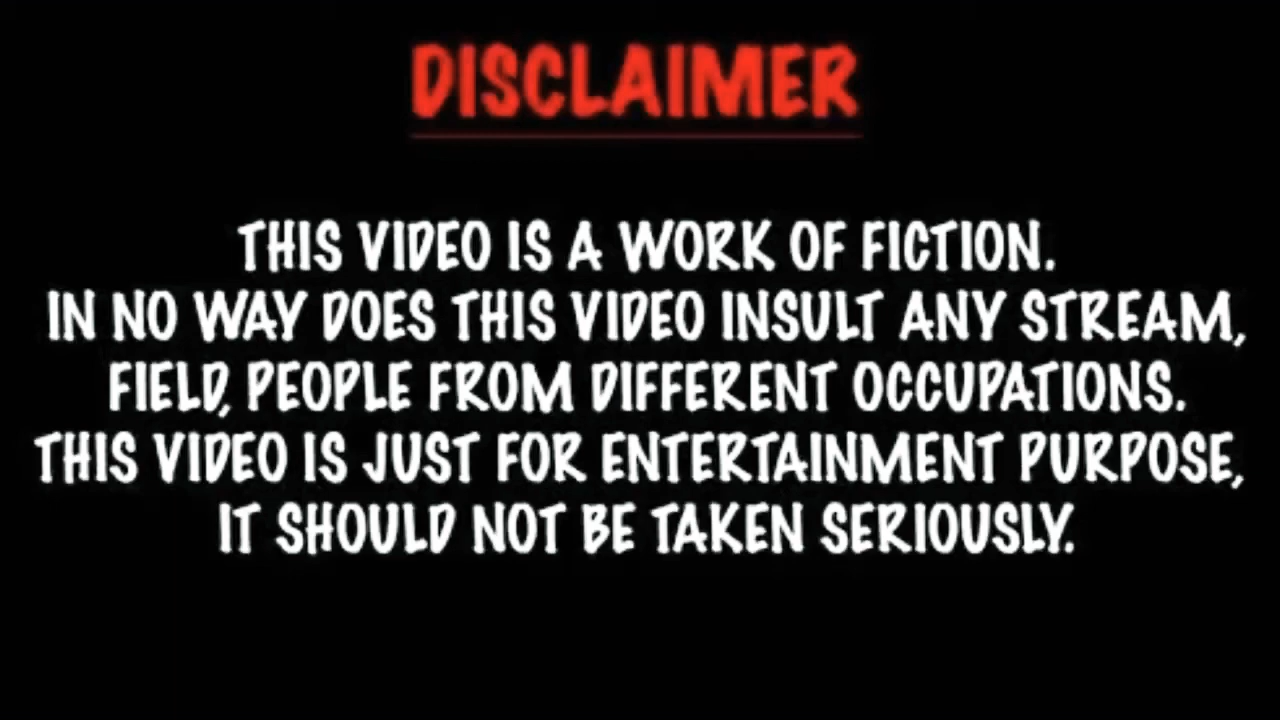 DISCLAIMER
THIS VIDEO IS A WORK OF FICTION.
IN NO WAY DOES THIS VIDEO INSULT ANY STREAM,
FIELD, PEOPLE FROM DIFFERENT OCCUPATIONS.
THIS VIDEO IS JUST FOR ENTERTAINMENT PURPOSE,
IT SHOULD NOT BE TAKEN SERIOUSLY.